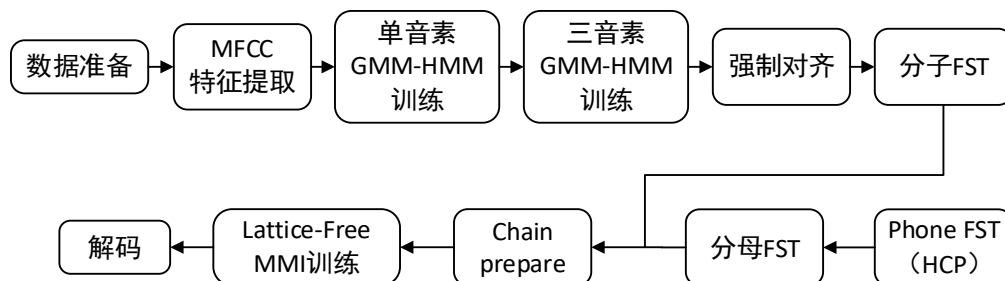 数据准备
MFCC
特征提取
单音素
GMM-HMM
训练
三音素
GMM-HMM
训练
强制对齐
分子FST
解码
Lattice-Free
MMI训练
Chain
prepare
分母FST
Phone FST
（HCP）